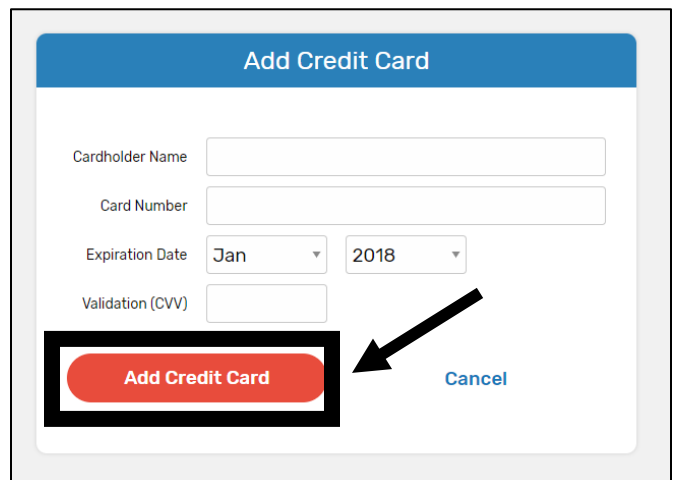 Add Credit Card
Cardholder Name
Card Number
Expiration Date Jan 2018
Validation (CVV)
Add Credit Card Cancel